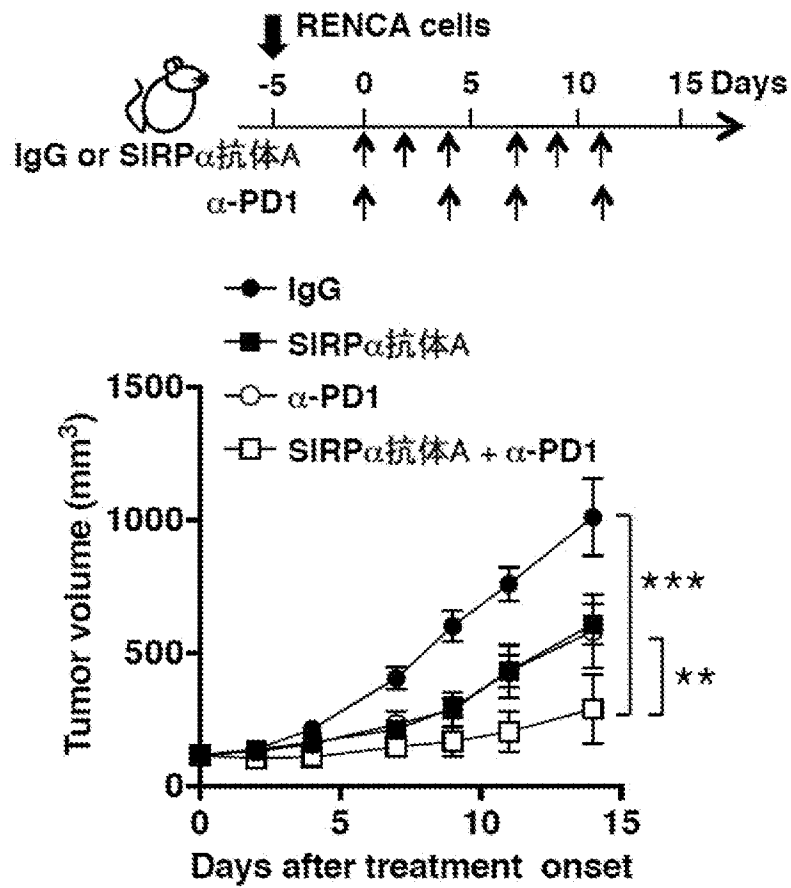 RENCA cells
-5 0 5 10 15 Days
IgG or SIRPα抗体A
α-PD1
IgG
SIRPα抗体A
α-PD1
SIRPα抗体A + α-PD1
1500
1000
500
0
Tumor volume (mm³)
***
**
0 5 10 15
Days after treatment onset